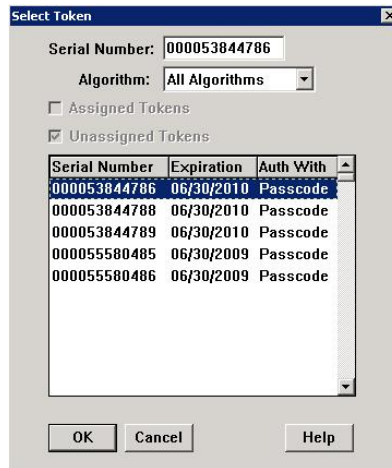 Select Token
Serial Number: 000053844786
Algorithm: All Algorithms
Assigned Tokens
Unassigned Tokens
Serial Number Expiration Auth With
000053844786 06/30/2010 Passcode
000053844788 06/30/2010 Passcode
000053844789 06/30/2010 Passcode
000055580485 06/30/2009 Passcode
000055580486 06/30/2009 Passcode
OK Cancel Help